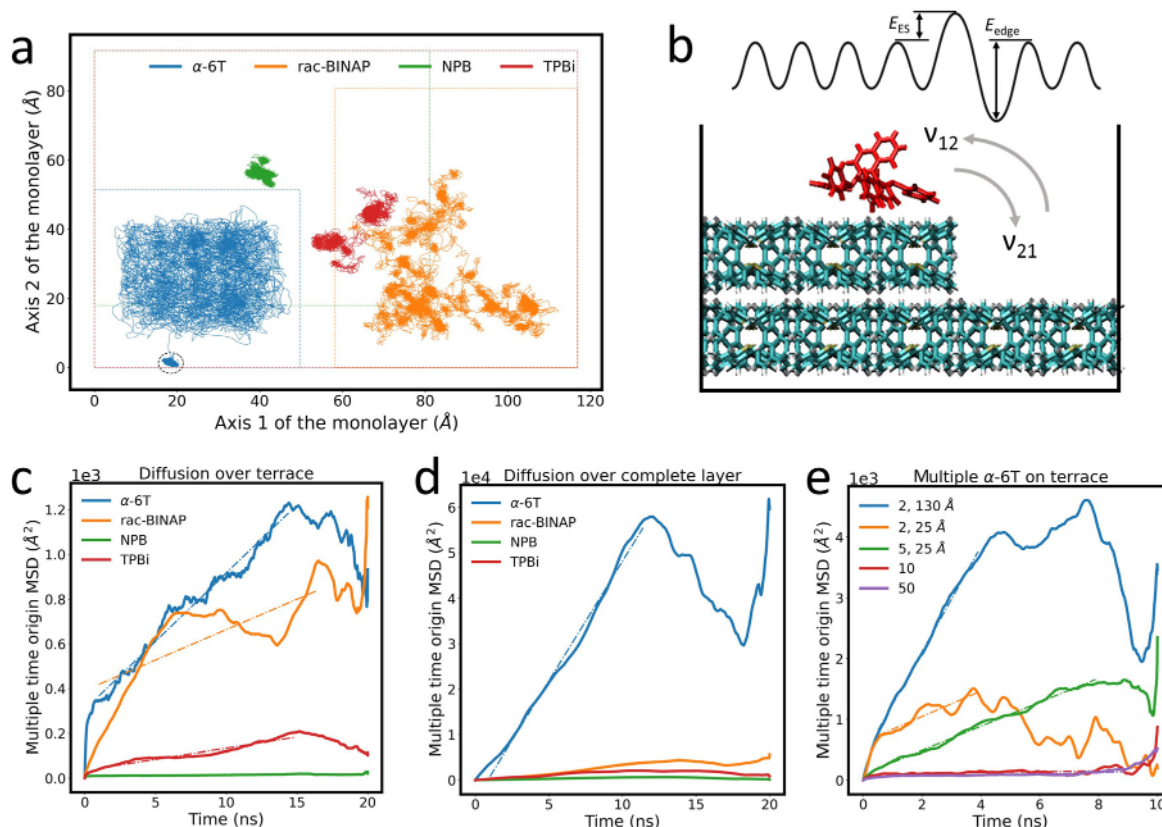 a
α-6T rac-BINAP NPB TPBi
Axis 2 of the monolayer (Å)
80
60
40
20
0
0 20 40 60 80 100 120
Axis 1 of the monolayer (Å)
b
E_ES
E_edge
ν12
ν21
c
1e3
Diffusion over terrace
α-6T
rac-BINAP
NPB
TPBi
Multiple time origin MSD (Å²)
1.2
1.0
0.8
0.6
0.4
0.2
0.0
0 5 10 15 20
Time (ns)
d
1e4
Diffusion over complete layer
α-6T
rac-BINAP
NPB
TPBi
Multiple time origin MSD (Å²)
6
5
4
3
2
1
0
0 5 10 15 20
Time (ns)
e
1e3
Multiple α-6T on terrace
2, 130 Å
2, 25 Å
5, 25 Å
10
50
Multiple time origin MSD (Å²)
4
3
2
1
0
0 2 4 6 8 10
Time (ns)